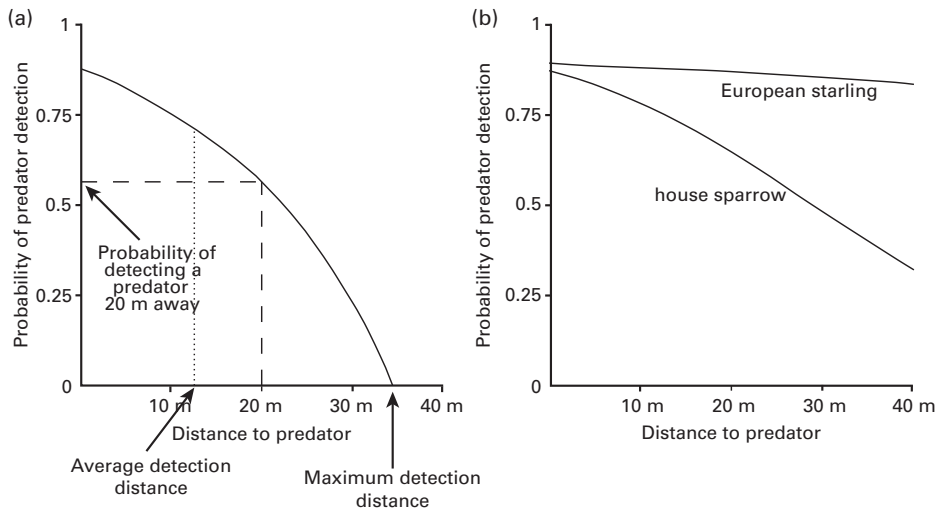 (a)
Probability of predator detection
1
0.75
0.5
0.25
0
Probability of
detecting a
predator
20 m away
10 m
20 m
30 m
40 m
Distance to predator
Average detection
distance
Maximum detection
distance
(b)
Probability of predator detection
1
0.75
0.5
0.25
0
European starling
house sparrow
10 m
20 m
30 m
40 m
Distance to predator